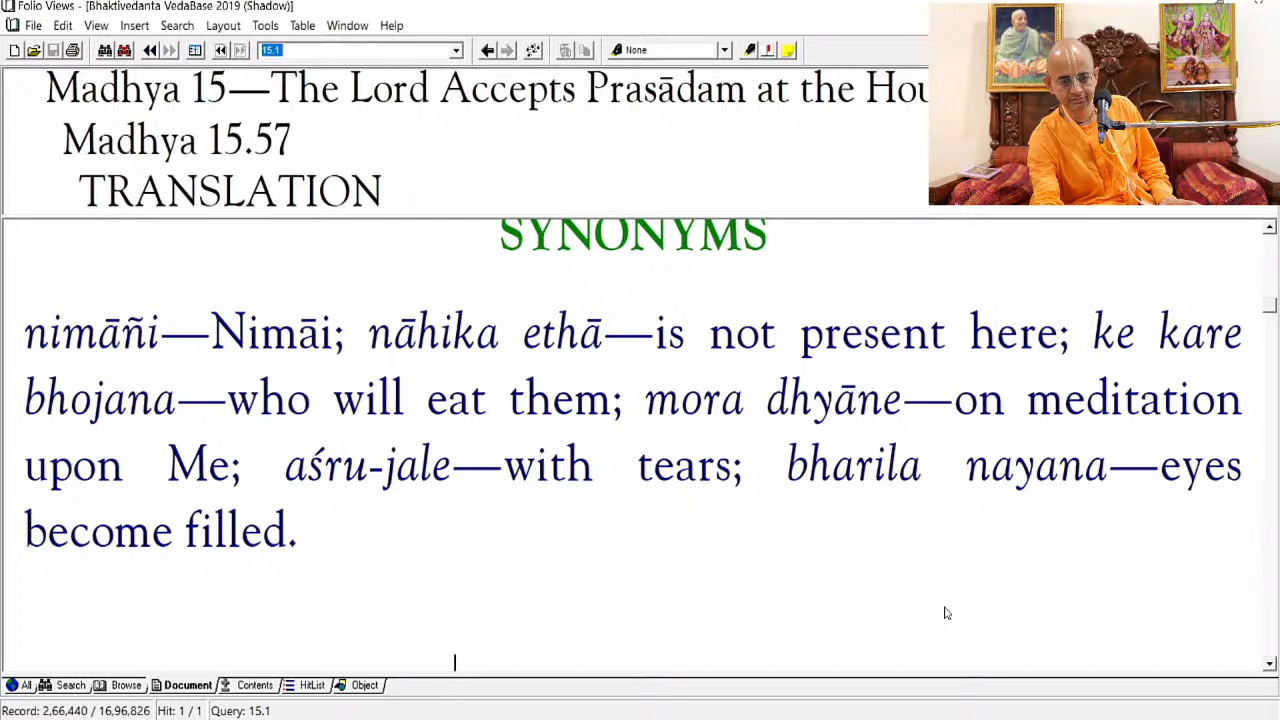 Folio Views - [Bhaktivedanta VedaBase 2019 (Shadow)]
File Edit View Insert Search Layout Tools Table Window Help
15.1 None
Madhya 15—The Lord Accepts Prasādam at the Hou
Madhya 15.57
TRANSLATION
SYNONYMS
nimāñi—Nimāi; nāhika ethā—is not present here; ke kare
bhojana—who will eat them; mora dhyāne—on meditation
upon Me; aśru-jale—with tears; bharila nayana—eyes
become filled.
All Search Browse Document Contents HitList Object
Record: 2,66,440 / 16,96,826 Hit: 1 / 1 Query: 15.1